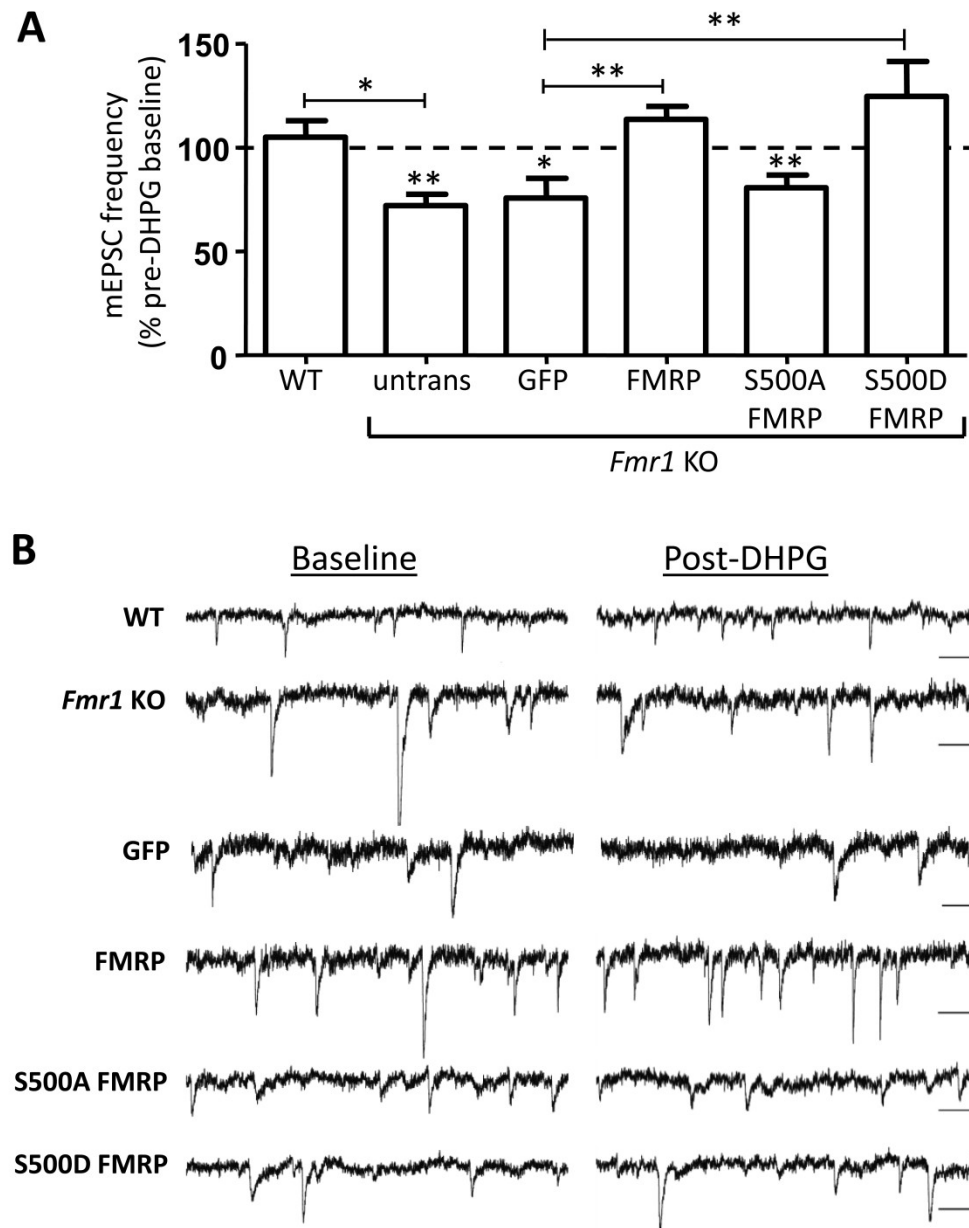 A
mEPSC frequency
(% pre-DHPG baseline)
150
100
50
0
*
**
**
**
*
**
WT untrans GFP FMRP S500A FMRP S500D FMRP
Fmr1 KO
B
Baseline Post-DHPG
WT
Fmr1 KO
GFP
FMRP
S500A FMRP
S500D FMRP